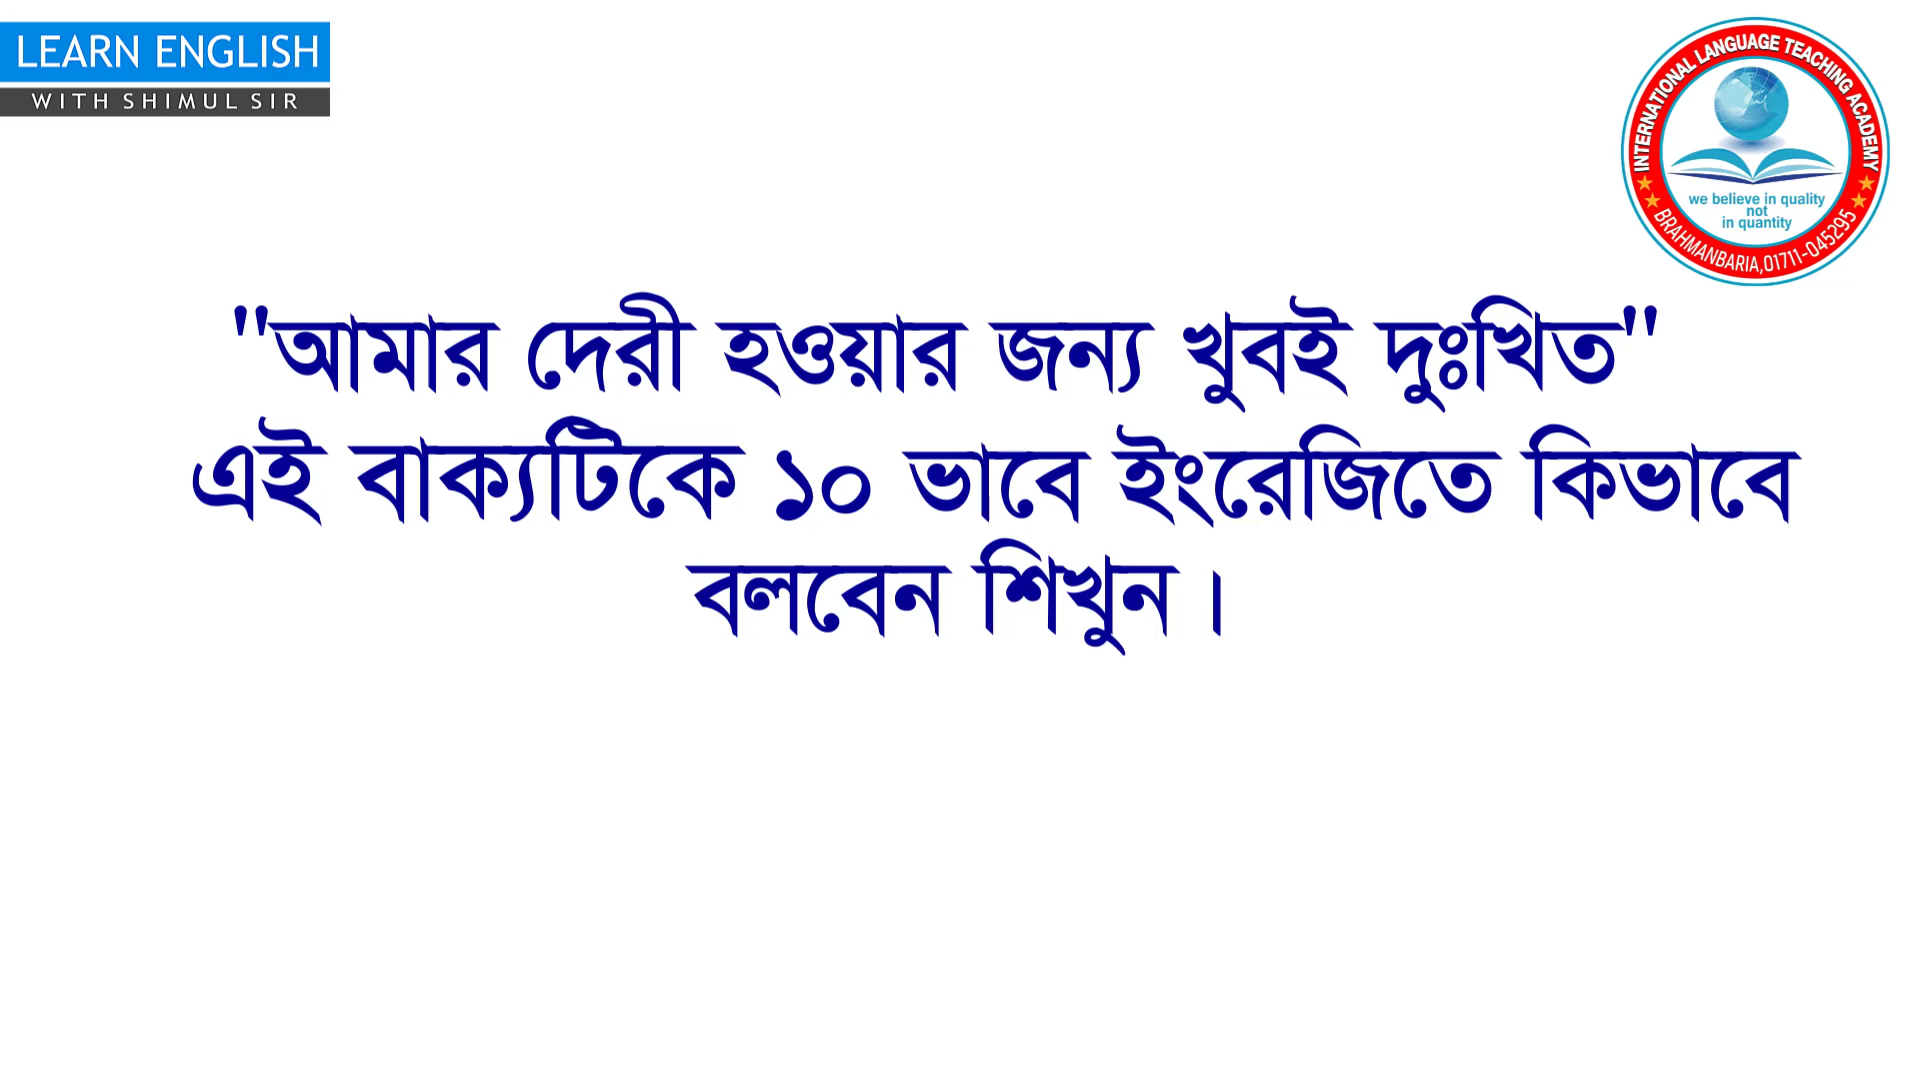 LEARN ENGLISH
WITH SHIMUL SIR
INTERNATIONAL LANGUAGE TEACHING ACADEMY
we believe in quality
not
in quantity
BRAHMANBARIA,01711-045295
"আমার দেরী হওয়ার জন্য খুবই দুঃখিত"
এই বাক্যটিকে ১০ ভাবে ইংরেজিতে কিভাবে
বলবেন শিখুন।